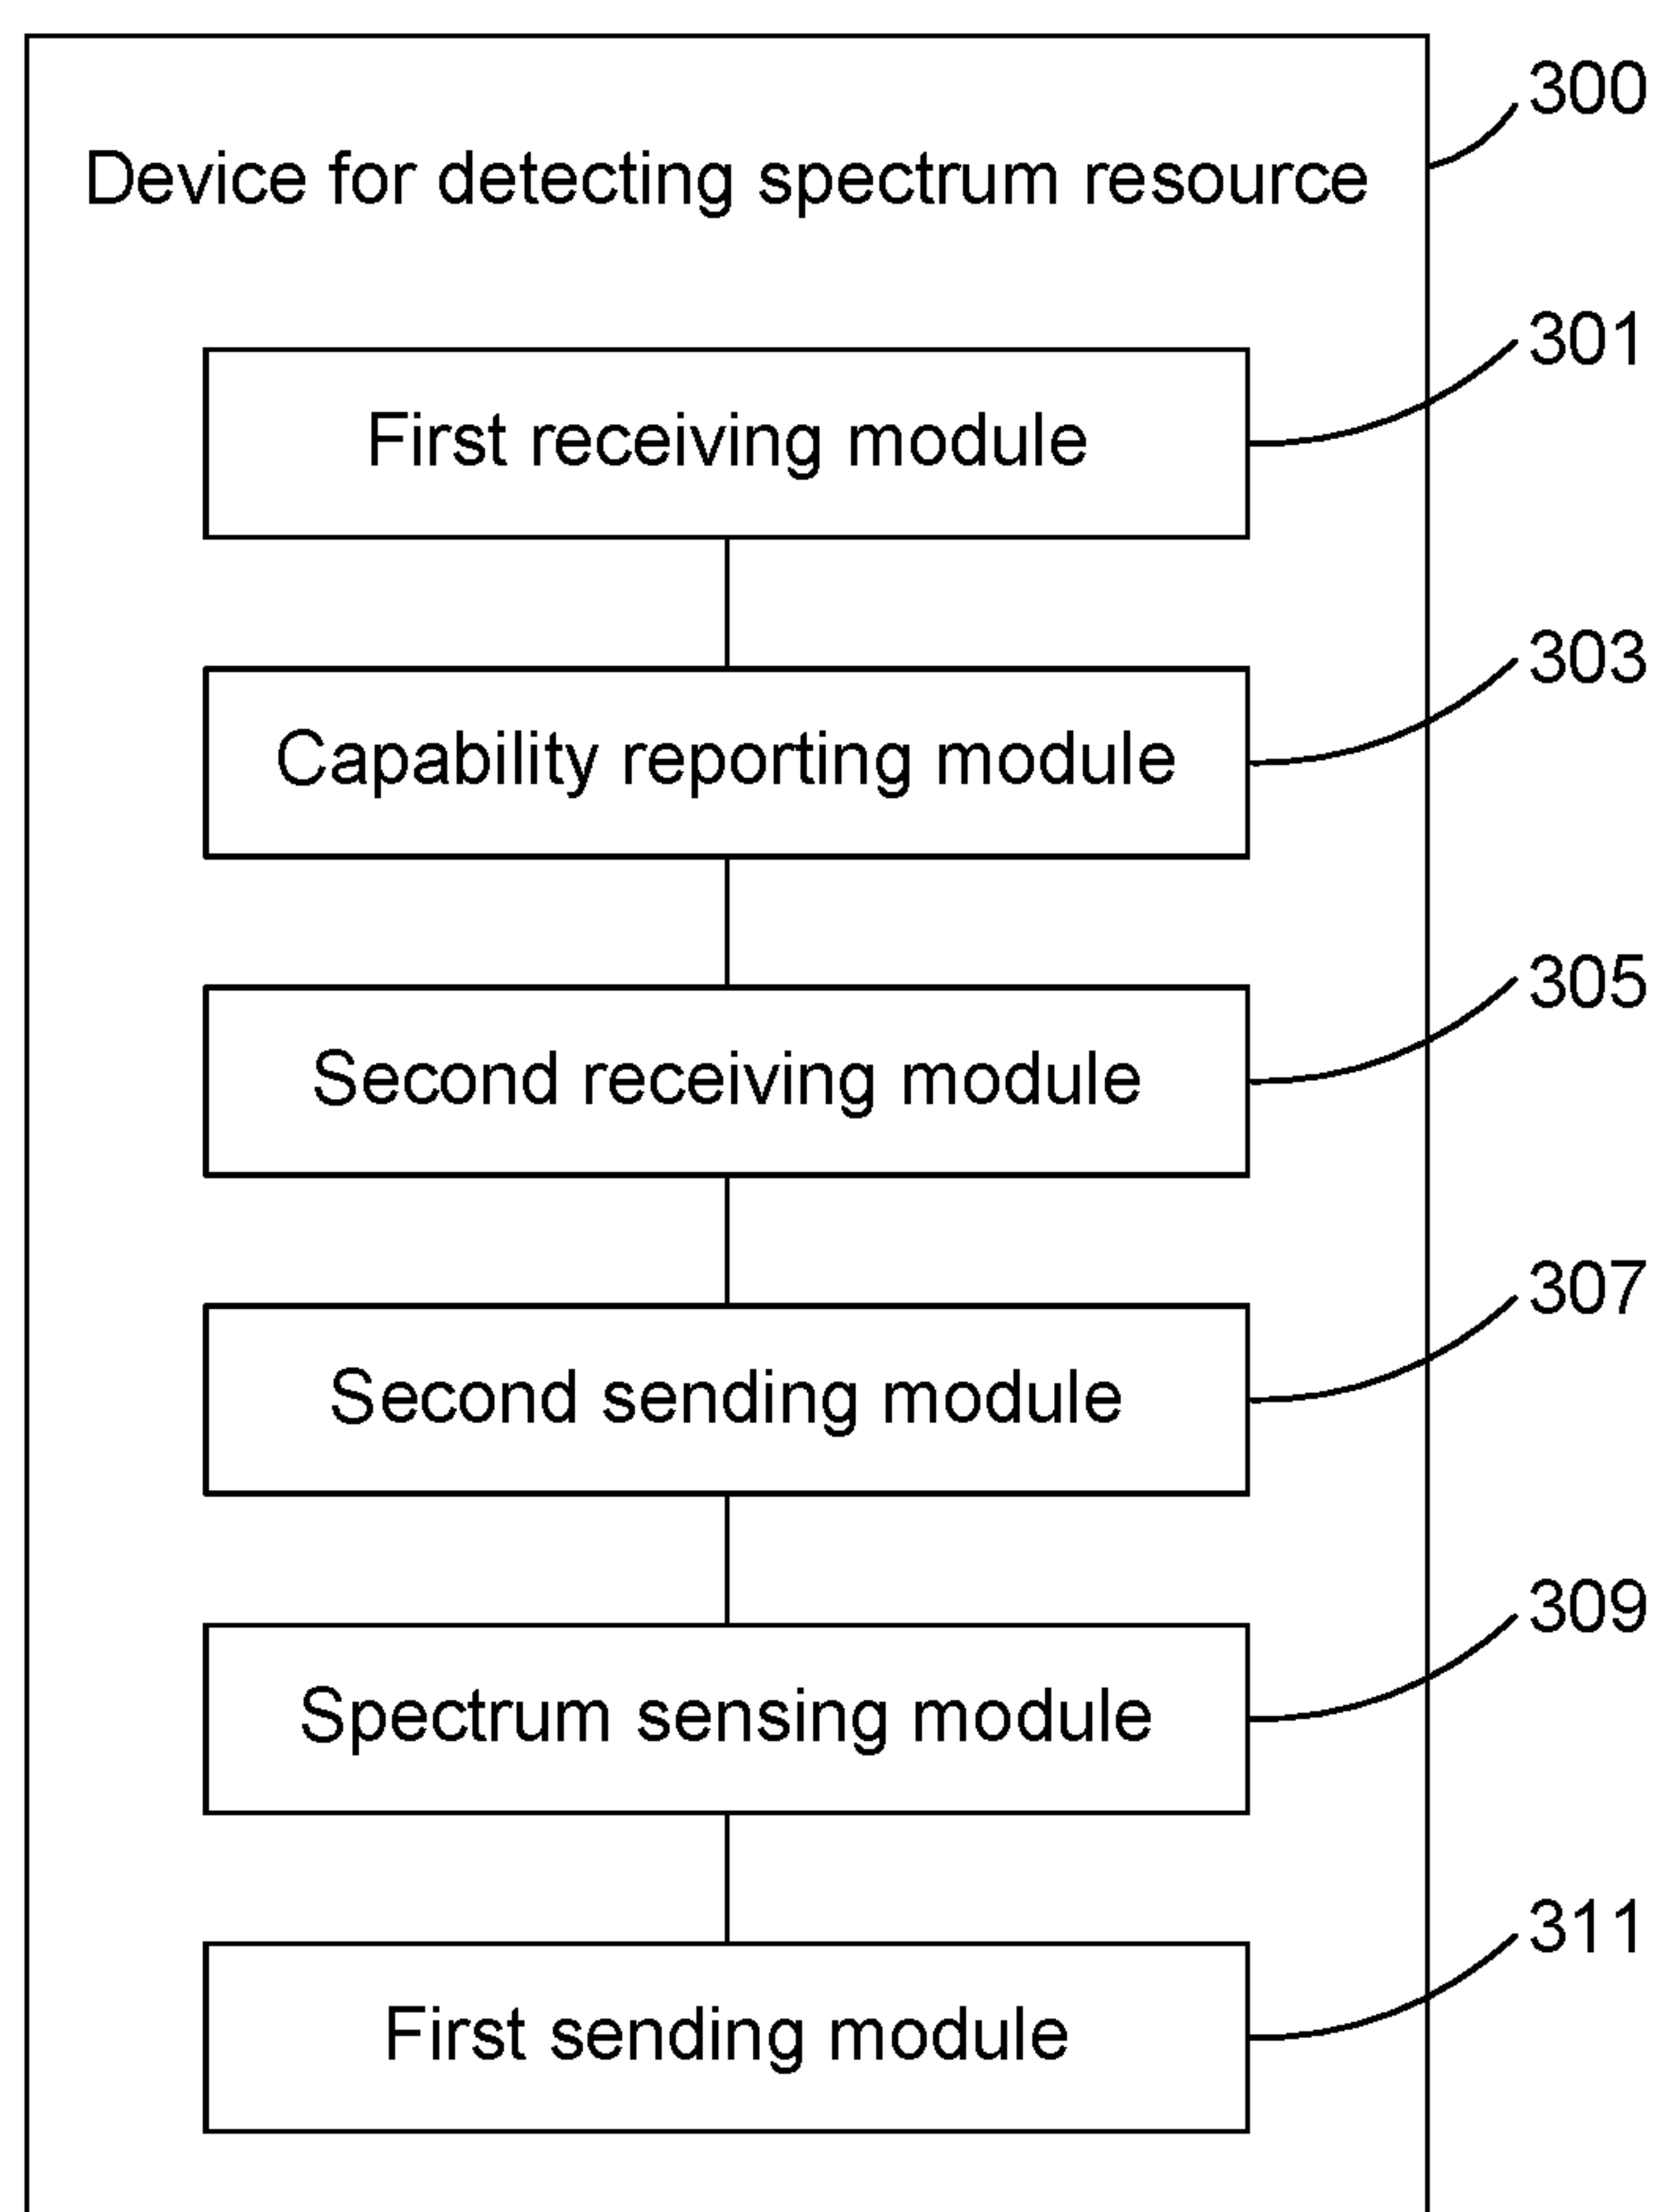 300
Device for detecting spectrum resource
301
First receiving module
303
Capability reporting module
305
Second receiving module
307
Second sending module
309
Spectrum sensing module
311
First sending module